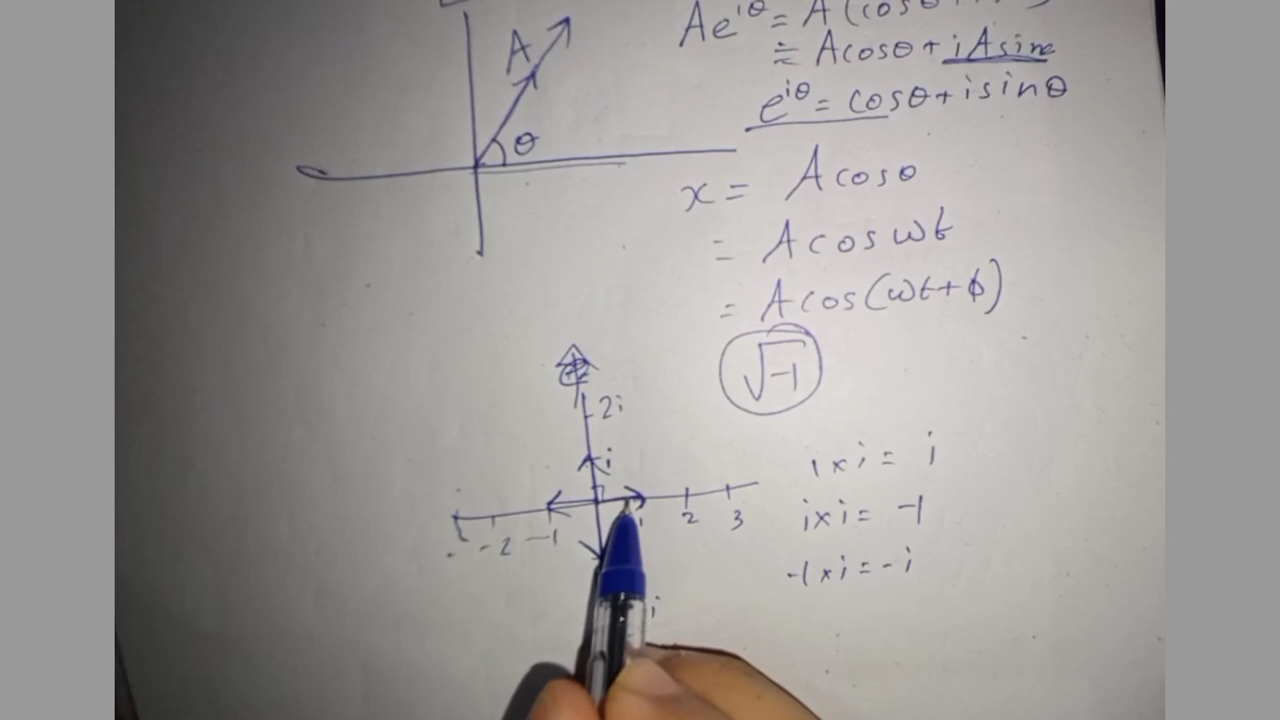 Ae^iθ = A(cosθ
= Acosθ + iAsin
e^iθ = cosθ + isinθ
A
θ
x = Acosθ
= Acosωt
= Acos(ωt+ϕ)
√-1
2i
i
-2 -1 1 2 3
i
1×i = i
i×i = -1
-1×i = -i